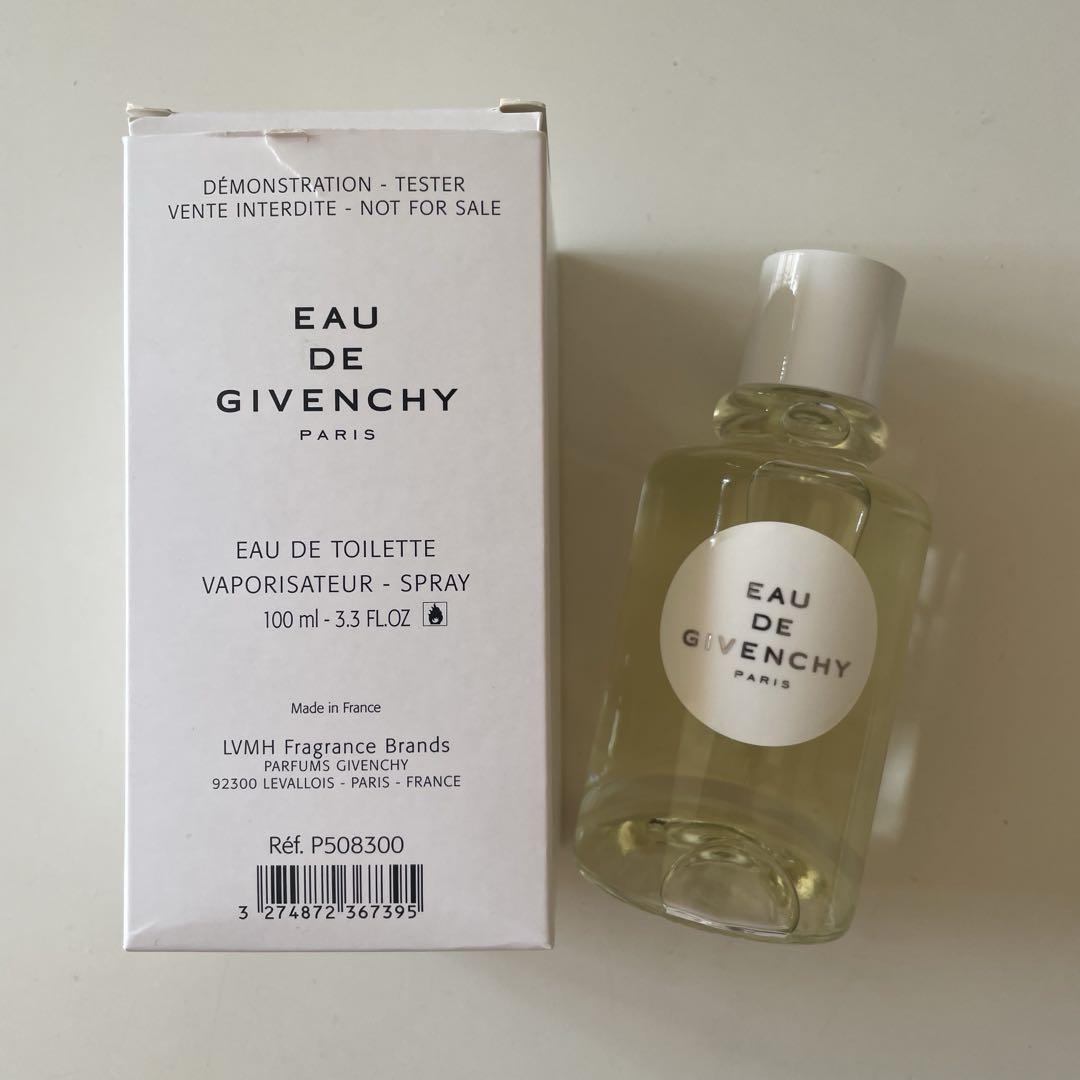 DÉMONSTRATION - TESTER
VENTE INTERDITE - NOT FOR SALE
EAU
DE
GIVENCHY
PARIS
EAU DE TOILETTE
VAPORISATEUR - SPRAY
100 ml - 3.3 FL.OZ
Made in France
LVMH Fragrance Brands
PARFUMS GIVENCHY
92300 LEVALLOIS - PARIS - FRANCE
Réf. P508300
3 274872 367395
EAU
DE
GIVENCHY
PARIS